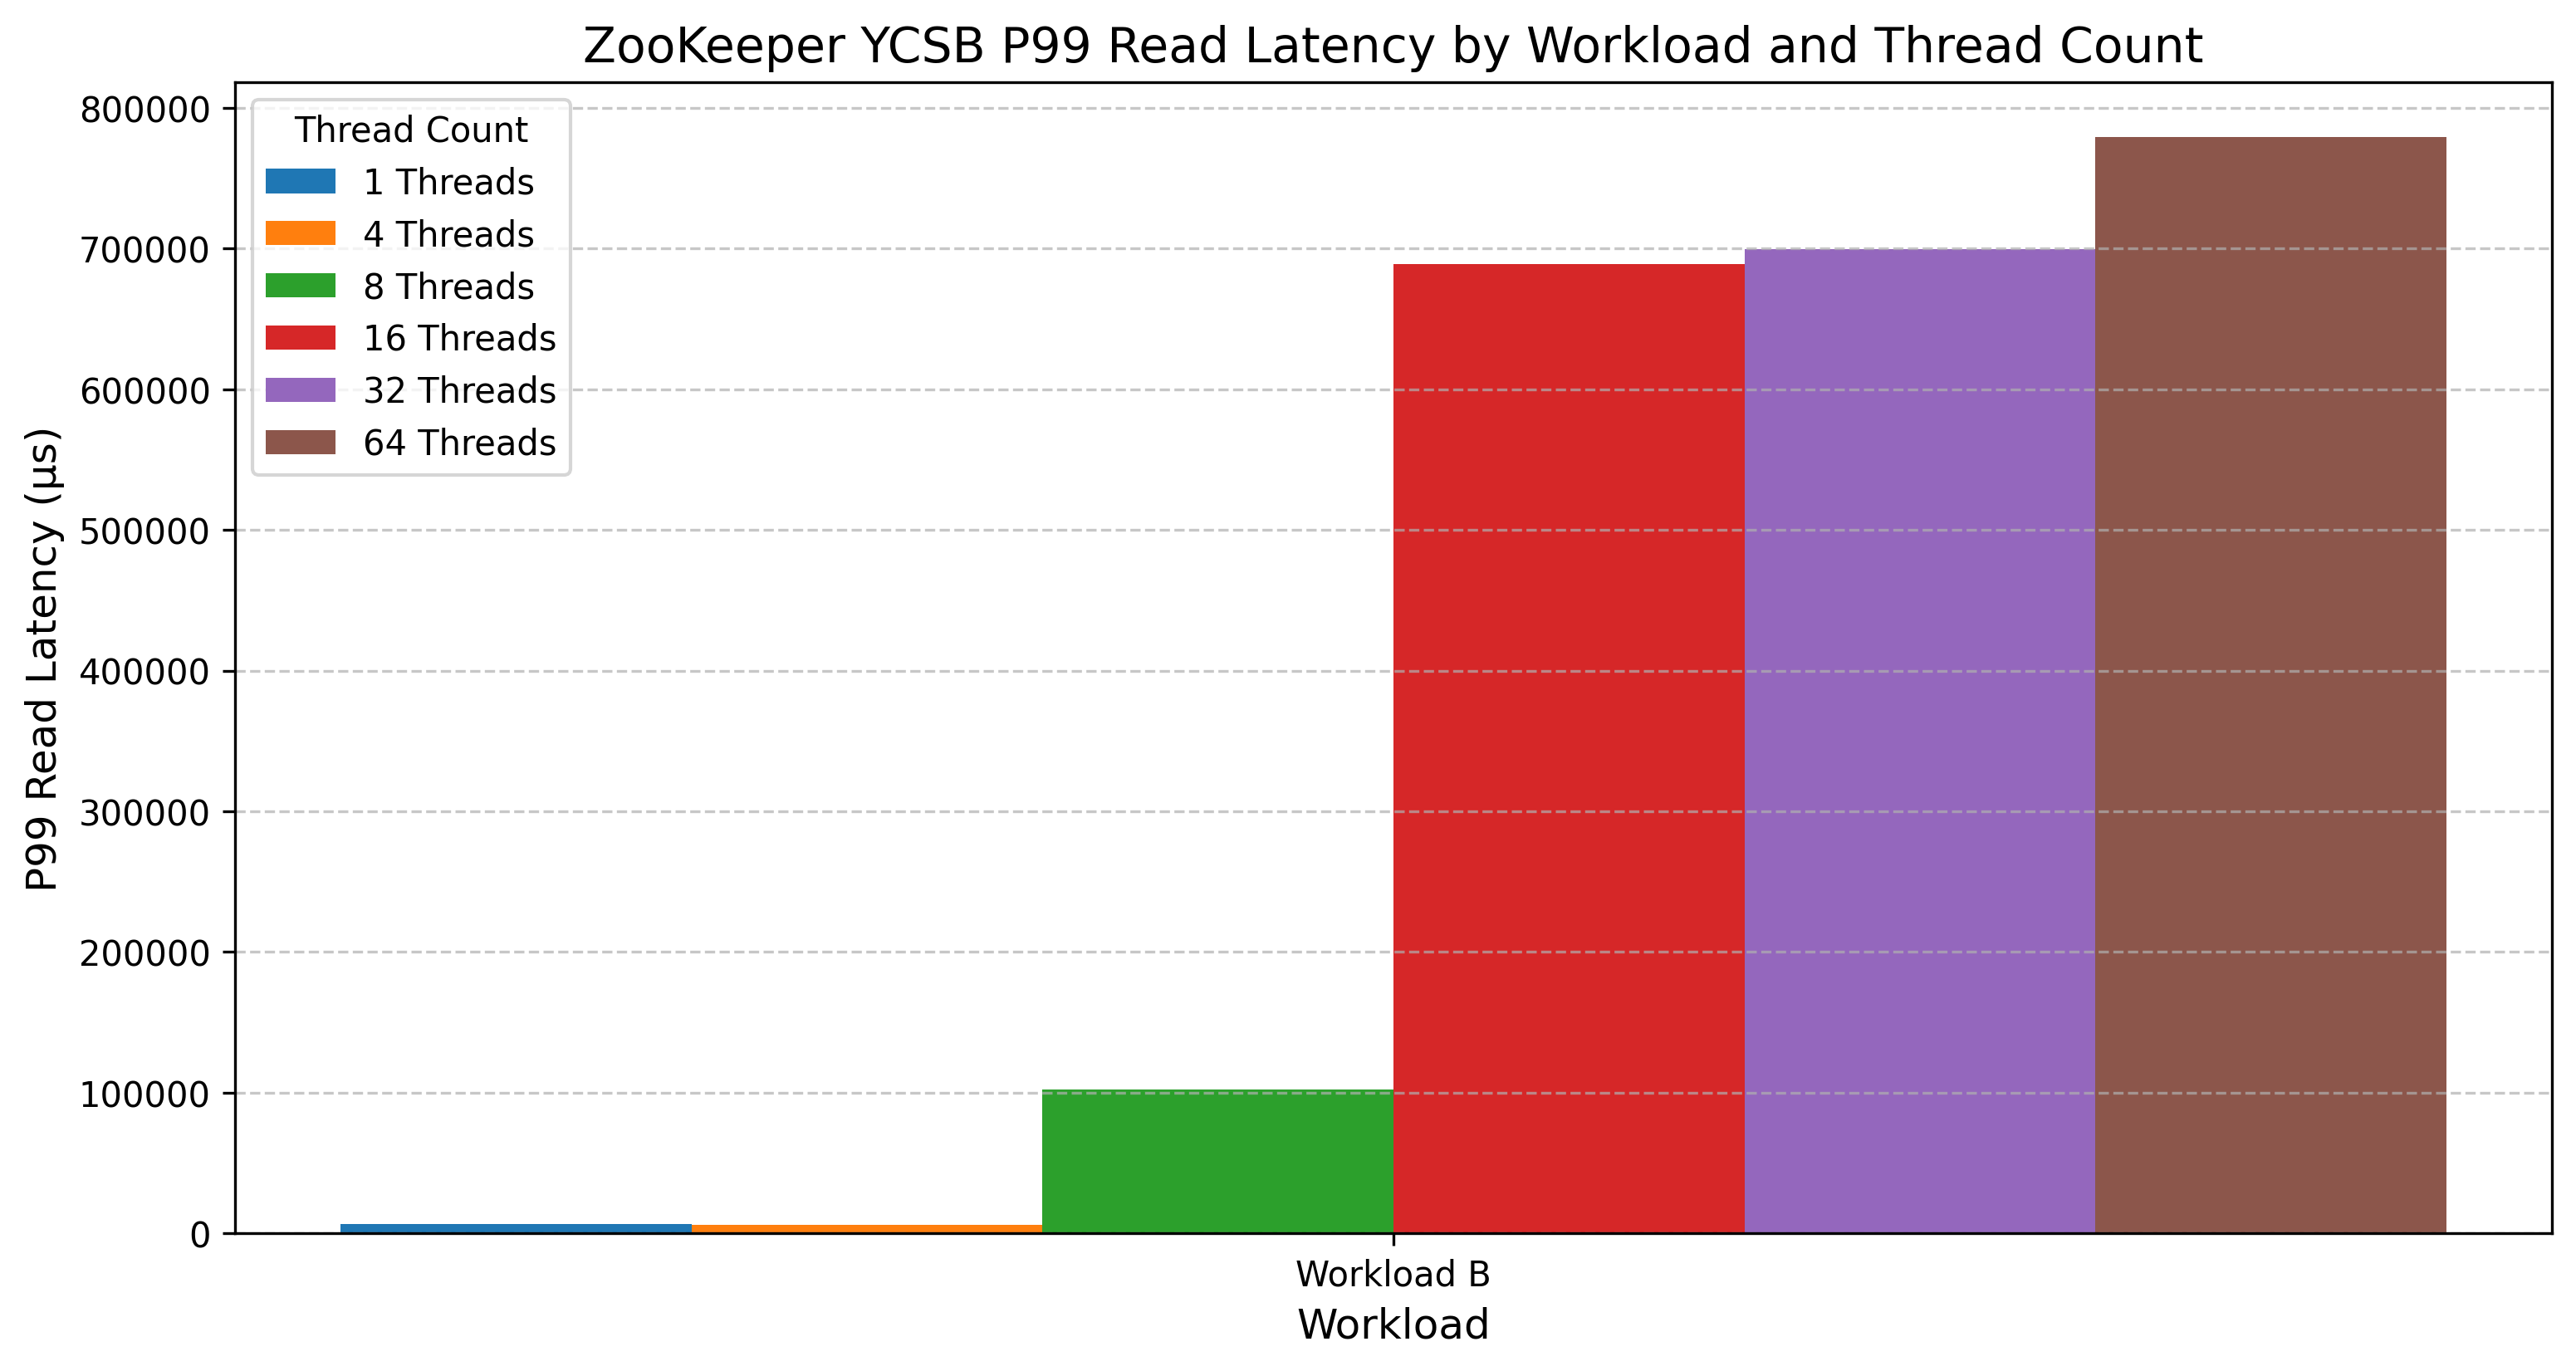 ZooKeeper YCSB P99 Read Latency by Workload and Thread Count
P99 Read Latency (µs)
800000
700000
600000
500000
400000
300000
200000
100000
0
Thread Count
1 Threads
4 Threads
8 Threads
16 Threads
32 Threads
64 Threads
Workload B
Workload